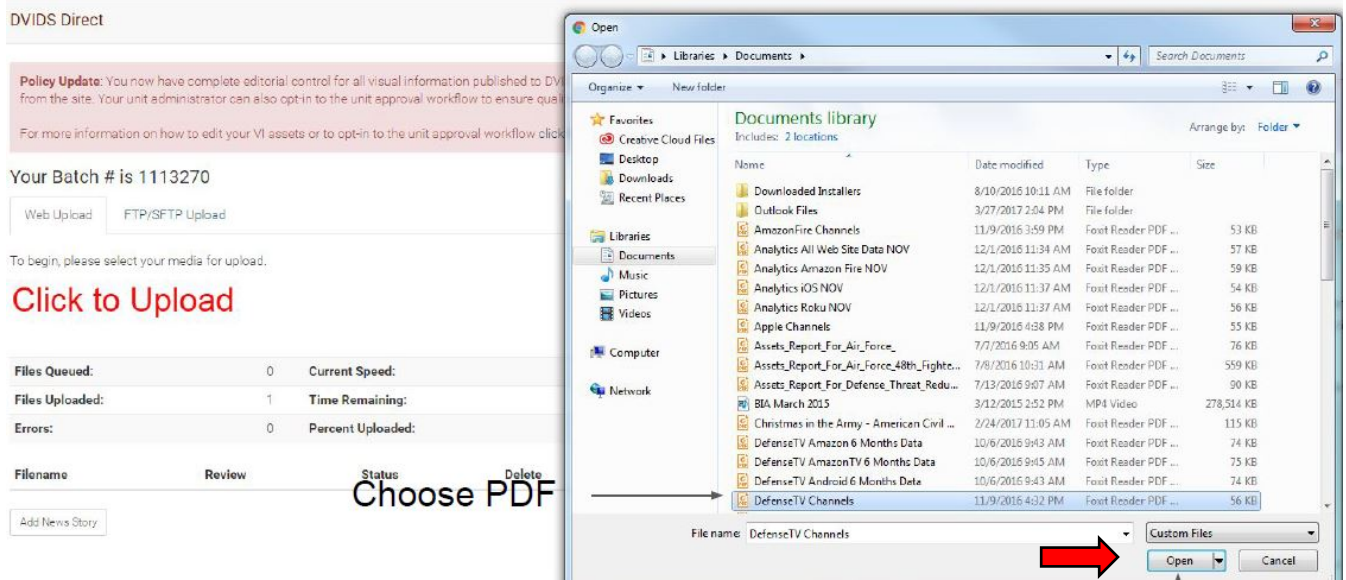 DVIDS Direct
Policy Update: You now have complete editorial control for all visual information published to DVI
from the site. Your unit administrator can also opt-in to the unit approval workflow to ensure quali
For more information on how to edit your VI assets or to opt-in to the unit approval workflow click
Your Batch # is 1113270
Web Upload FTP/SFTP Upload
To begin, please select your media for upload.
Click to Upload
Files Queued: 0 Current Speed:
Files Uploaded: 1 Time Remaining:
Errors: 0 Percent Uploaded:
Filename Review Status Delete
Choose PDF
Add News Story
Open
Libraries Documents
Search Documents
Organize New folder
Favorites
Creative Cloud Files
Desktop
Downloads
Recent Places
Libraries
Documents
Music
Pictures
Videos
Computer
Network
Documents library
Includes: 2 locations
Arrange by: Folder
Name Date modified Type Size
Downloaded Installers 8/10/2016 10:11 AM File folder
Outlook Files 3/27/2017 2:04 PM File folder
AmazonFire Channels 11/9/2016 3:59 PM Foxit Reader PDF ... 53 KB
Analytics All Web Site Data NOV 12/1/2016 11:34 AM Foxit Reader PDF ... 57 KB
Analytics Amazon Fire NOV 12/1/2016 11:35 AM Foxit Reader PDF ... 59 KB
Analytics iOS NOV 12/1/2016 11:37 AM Foxit Reader PDF ... 54 KB
Analytics Roku NOV 12/1/2016 11:37 AM Foxit Reader PDF ... 56 KB
Apple Channels 11/9/2016 4:38 PM Foxit Reader PDF ... 55 KB
Assets_Report_For_Air_Force_ 7/7/2016 9:05 AM Foxit Reader PDF ... 76 KB
Assets_Report_For_Air_Force_48th_Fighte... 7/8/2016 10:31 AM Foxit Reader PDF ... 559 KB
Assets_Report_For_Defense_Threat_Redu... 7/13/2016 9:07 AM Foxit Reader PDF ... 90 KB
BIA March 2015 3/12/2015 2:52 PM MP4 Video 278,514 KB
Christmas in the Army - American Civil ... 2/24/2017 11:05 AM Foxit Reader PDF ... 115 KB
DefenseTV Amazon 6 Months Data 10/6/2016 9:43 AM Foxit Reader PDF ... 74 KB
DefenseTV AmazonTV 6 Months Data 10/6/2016 9:45 AM Foxit Reader PDF ... 75 KB
DefenseTV Android 6 Months Data 10/6/2016 9:43 AM Foxit Reader PDF ... 74 KB
DefenseTV Channels 11/9/2016 4:32 PM Foxit Reader PDF ... 56 KB
File name: DefenseTV Channels Custom Files
Open Cancel